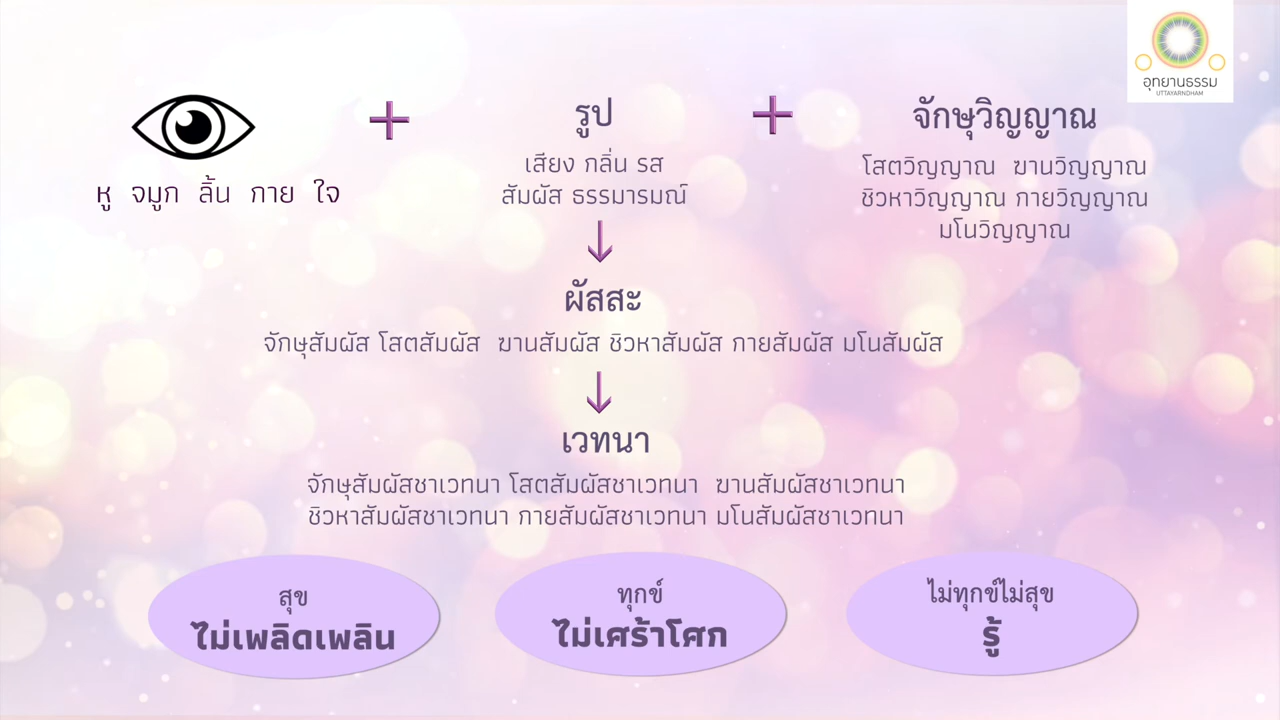 อุทยานธรรม
UTTAYARNDHAM
รูป
จักษุวิญญาณ
หู จมูก ลิ้น กาย ใจ
เสียง กลิ่น รส
สัมผัส ธรรมารมณ์
โสตวิญญาณ ฆานวิญญาณ
ชิวหาวิญญาณ กายวิญญาณ
มโนวิญญาณ
ผัสสะ
จักษุสัมผัส โสตสัมผัส ฆานสัมผัส ชิวหาสัมผัส กายสัมผัส มโนสัมผัส
เวทนา
จักษุสัมผัสชาเวทนา โสตสัมผัสชาเวทนา ฆานสัมผัสชาเวทนา
ชิวหาสัมผัสชาเวทนา กายสัมผัสชาเวทนา มโนสัมผัสชาเวทนา
สุข
ไม่เพลิดเพลิน
ทุกข์
ไม่เศร้าโศก
ไม่ทุกข์ไม่สุข
รู้